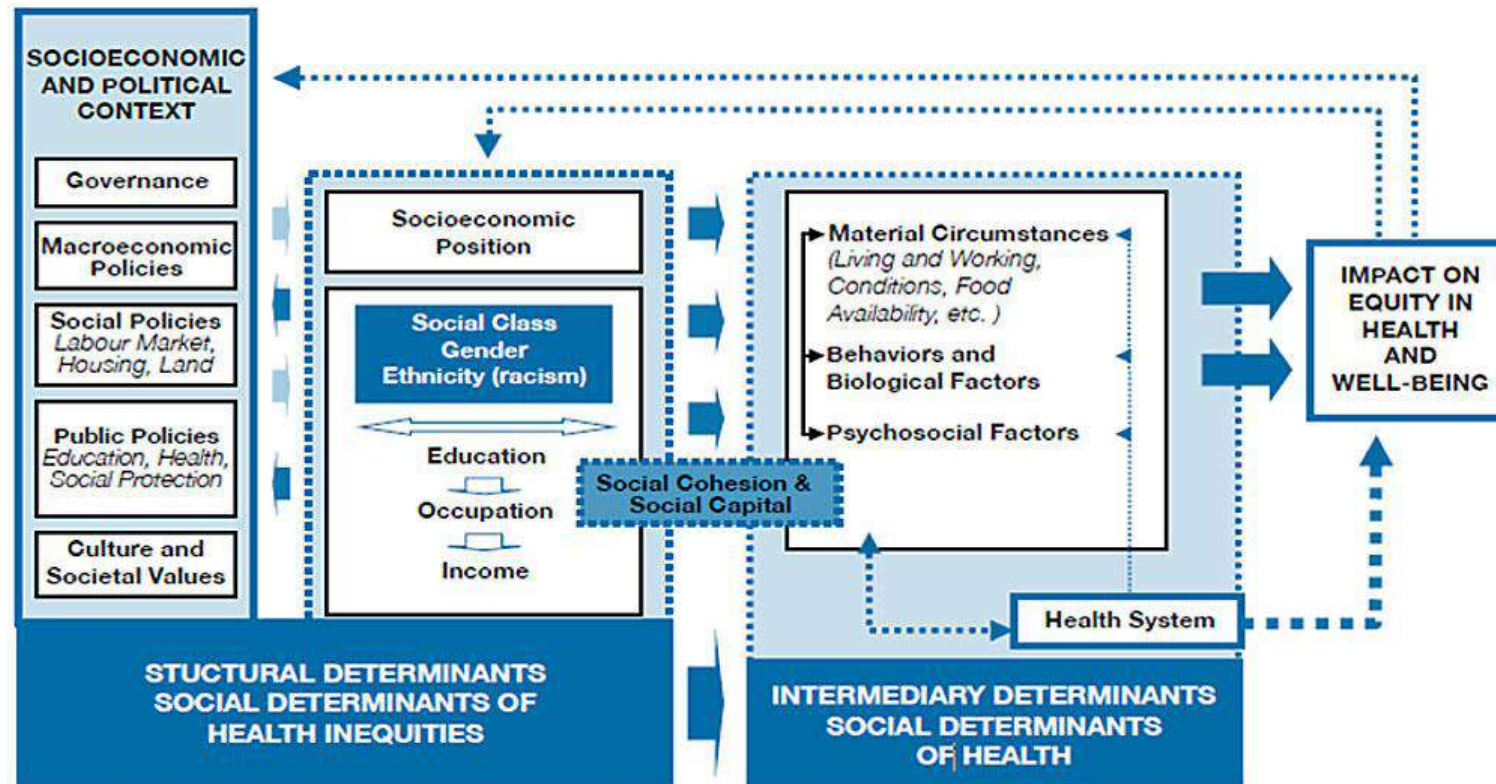 SOCIOECONOMIC
AND POLITICAL
CONTEXT
Governance
Macroeconomic
Policies
Social Policies
Labour Market,
Housing, Land
Public Policies
Education, Health,
Social Protection
Culture and
Societal Values
Socioeconomic
Position
Social Class
Gender
Ethnicity (racism)
Education
Occupation
Income
Social Cohesion &
Social Capital
Material Circumstances
(Living and Working,
Conditions, Food
Availability, etc. )
Behaviors and
Biological Factors
Psychosocial Factors
Health System
IMPACT ON
EQUITY IN
HEALTH
AND
WELL-BEING
STUCTURAL DETERMINANTS
SOCIAL DETERMINANTS OF
HEALTH INEQUITIES
INTERMEDIARY DETERMINANTS
SOCIAL DETERMINANTS
OF HEALTH